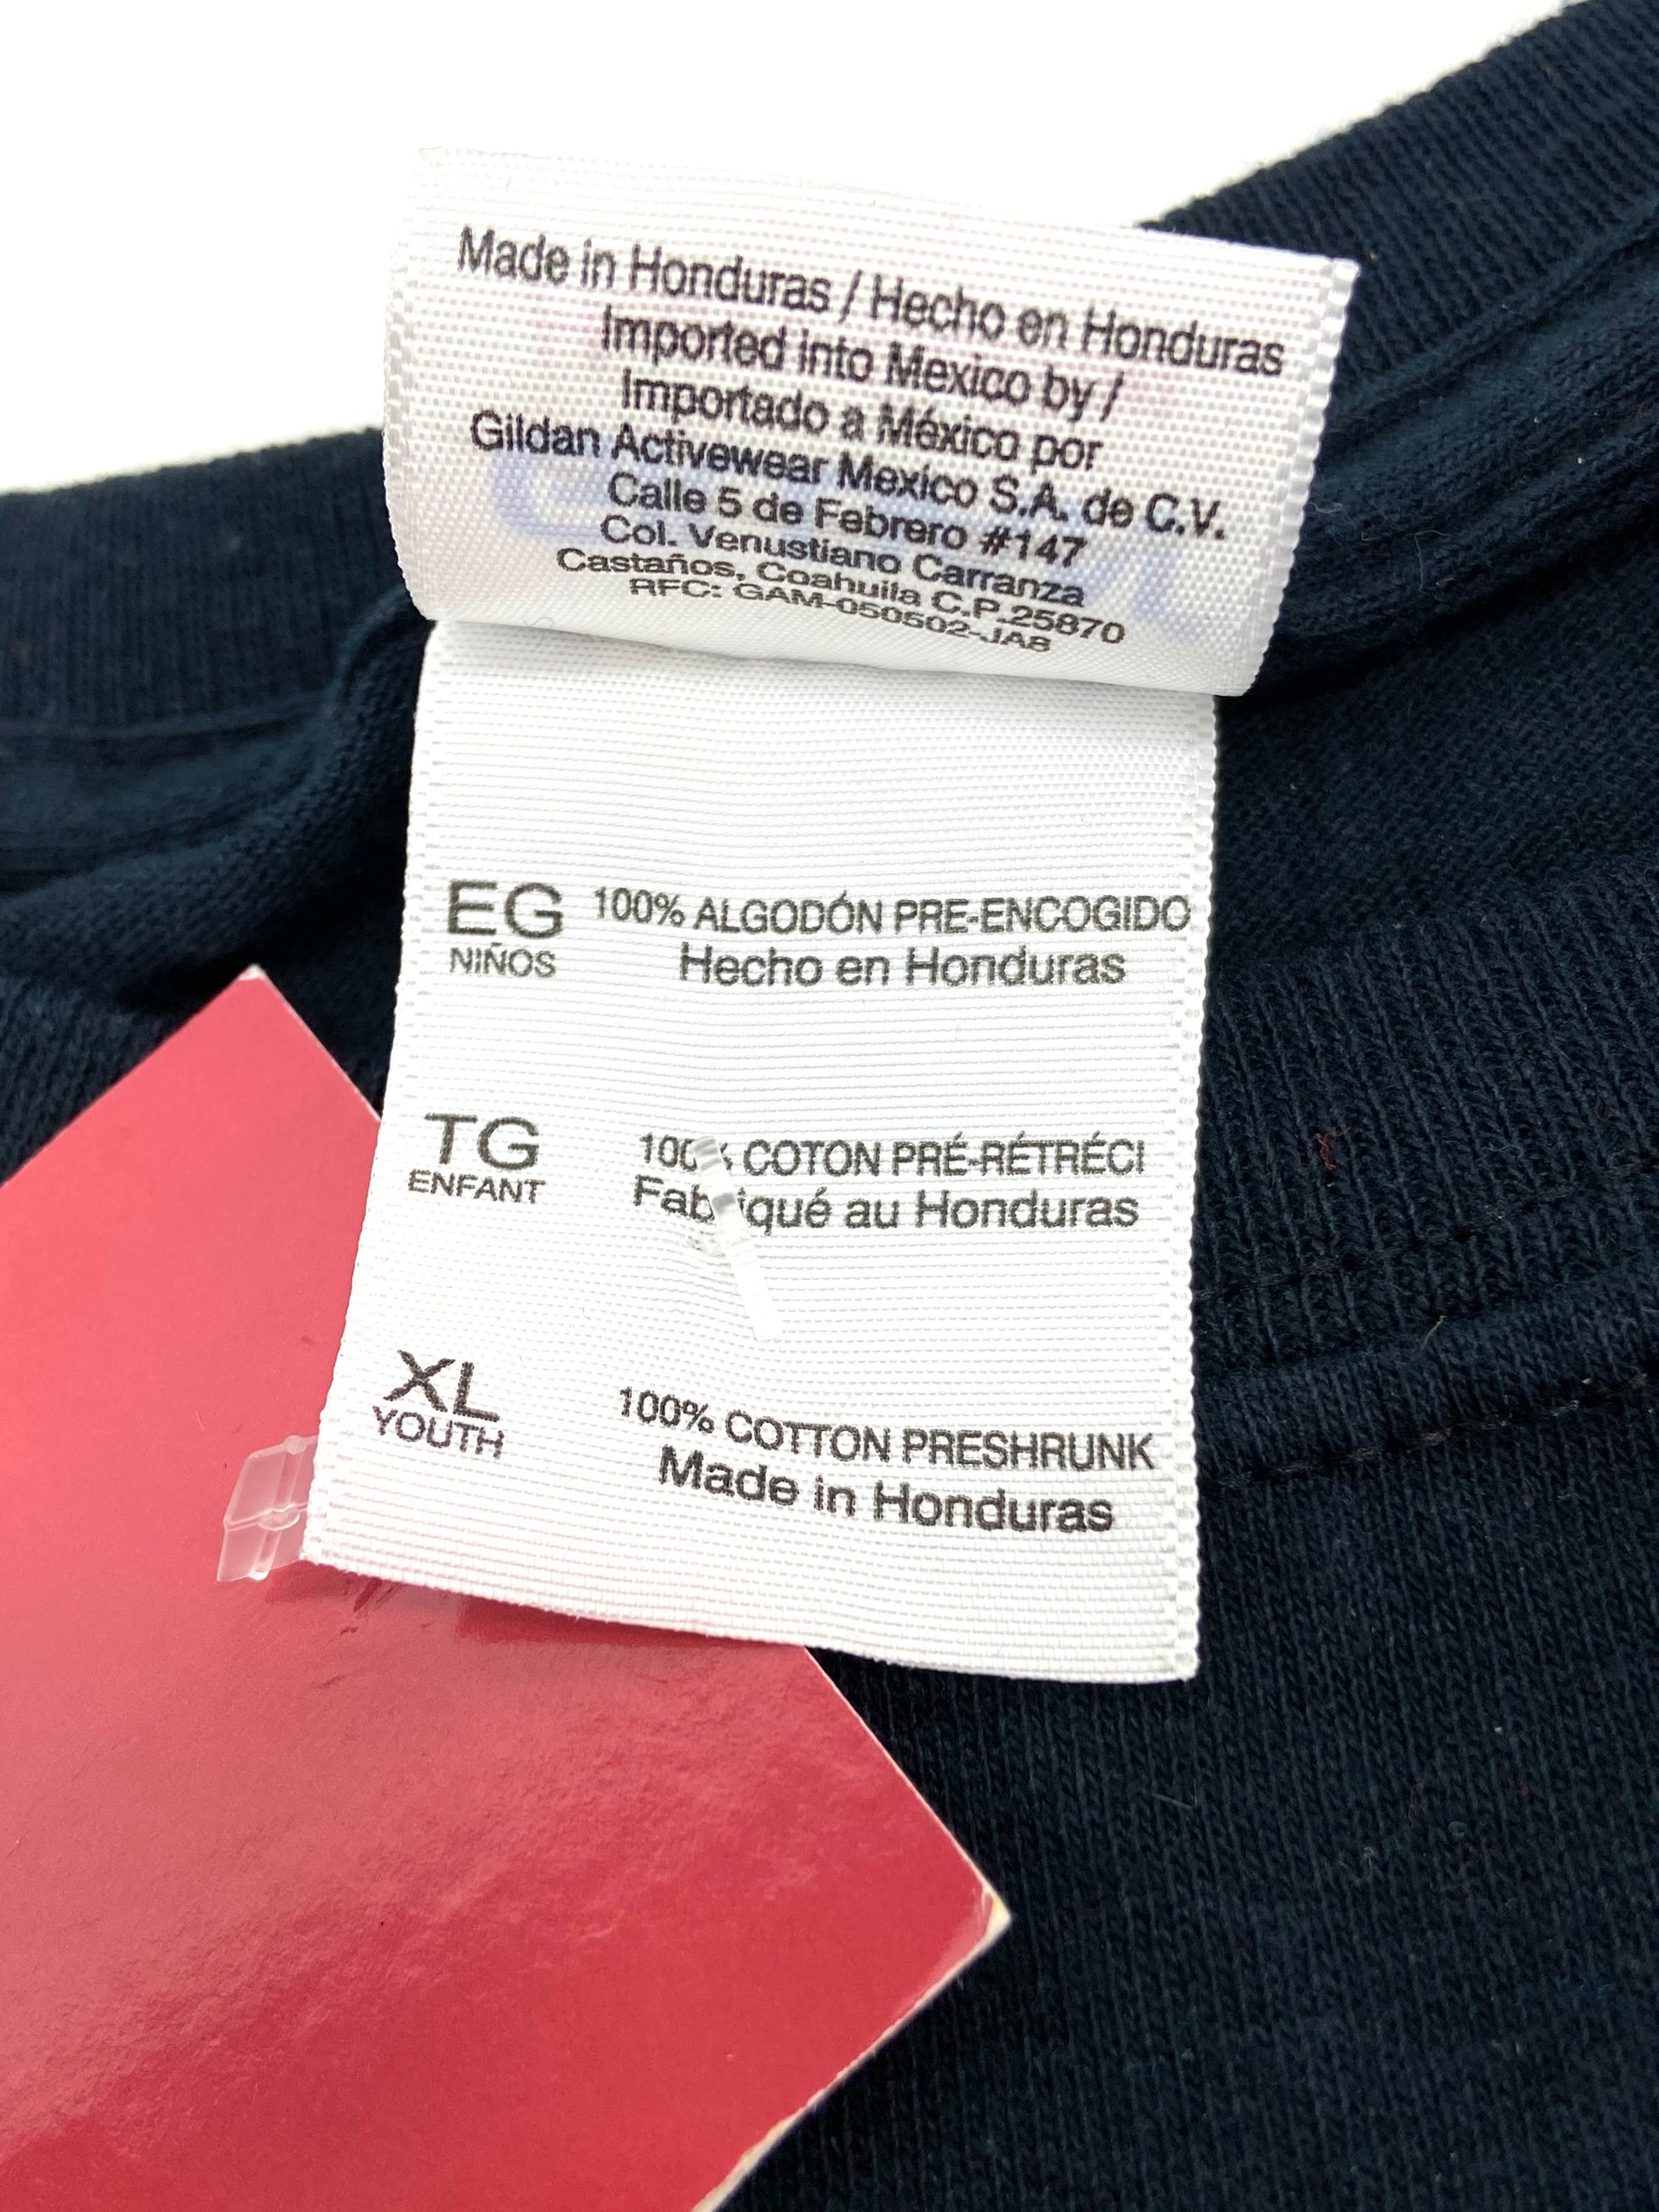 Made in Honduras / Hecho en Honduras
Imported into Mexico by /
Importado a México por
Gildan Activewear Mexico S.A. de C.V.
Calle 5 de Febrero #147
Col. Venustiano Carranza
Castaños, Coahuila C.P.25870
RFC: GAM-050502-JA8
EG 100% ALGODÓN PRE-ENCOGIDO
NIÑOS Hecho en Honduras
TG 100% COTON PRÉ-RÉTRÉCI
ENFANT Fabriqué au Honduras
XL 100% COTTON PRESHRUNK
YOUTH Made in Honduras